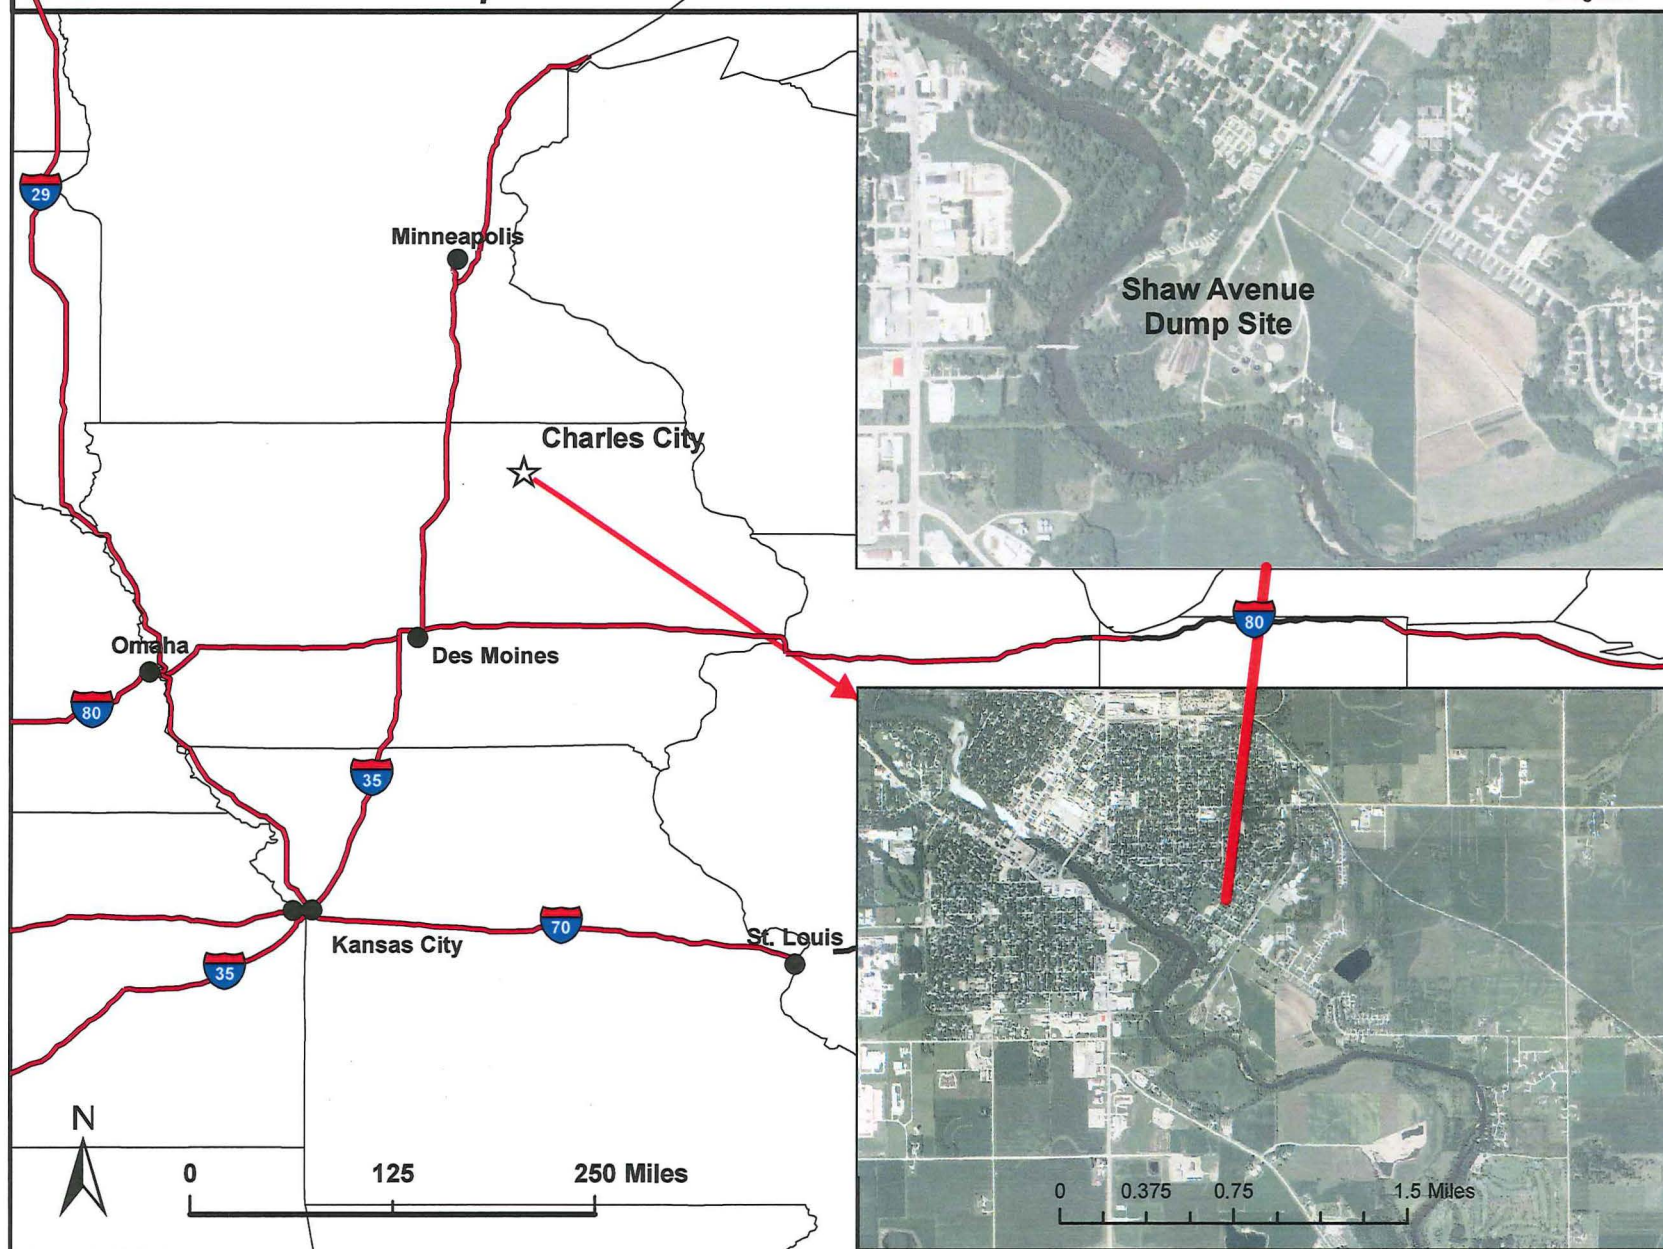 29
Minneapolis
Shaw Avenue
Dump Site
Charles City
Omaha
Des Moines
80
80
35
Kansas City
70
St. Louis
35
N
0 125 250 Miles
0 0.375 0.75 1.5 Miles